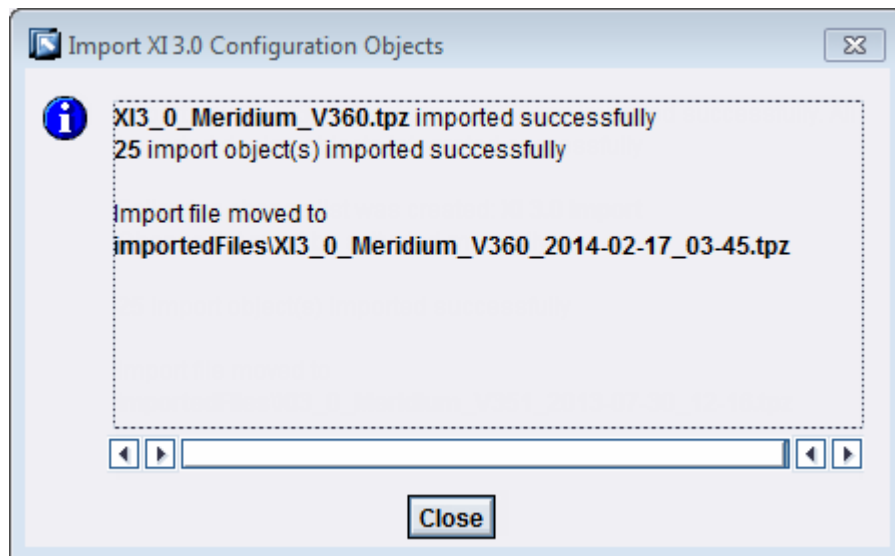 Import XI 3.0 Configuration Objects
XI3_0_Meridium_V360.tpz imported successfully
25 import object(s) imported successfully
Import file moved to
importedFiles\XI3_0_Meridium_V360_2014-02-17_03-45.tpz
Close